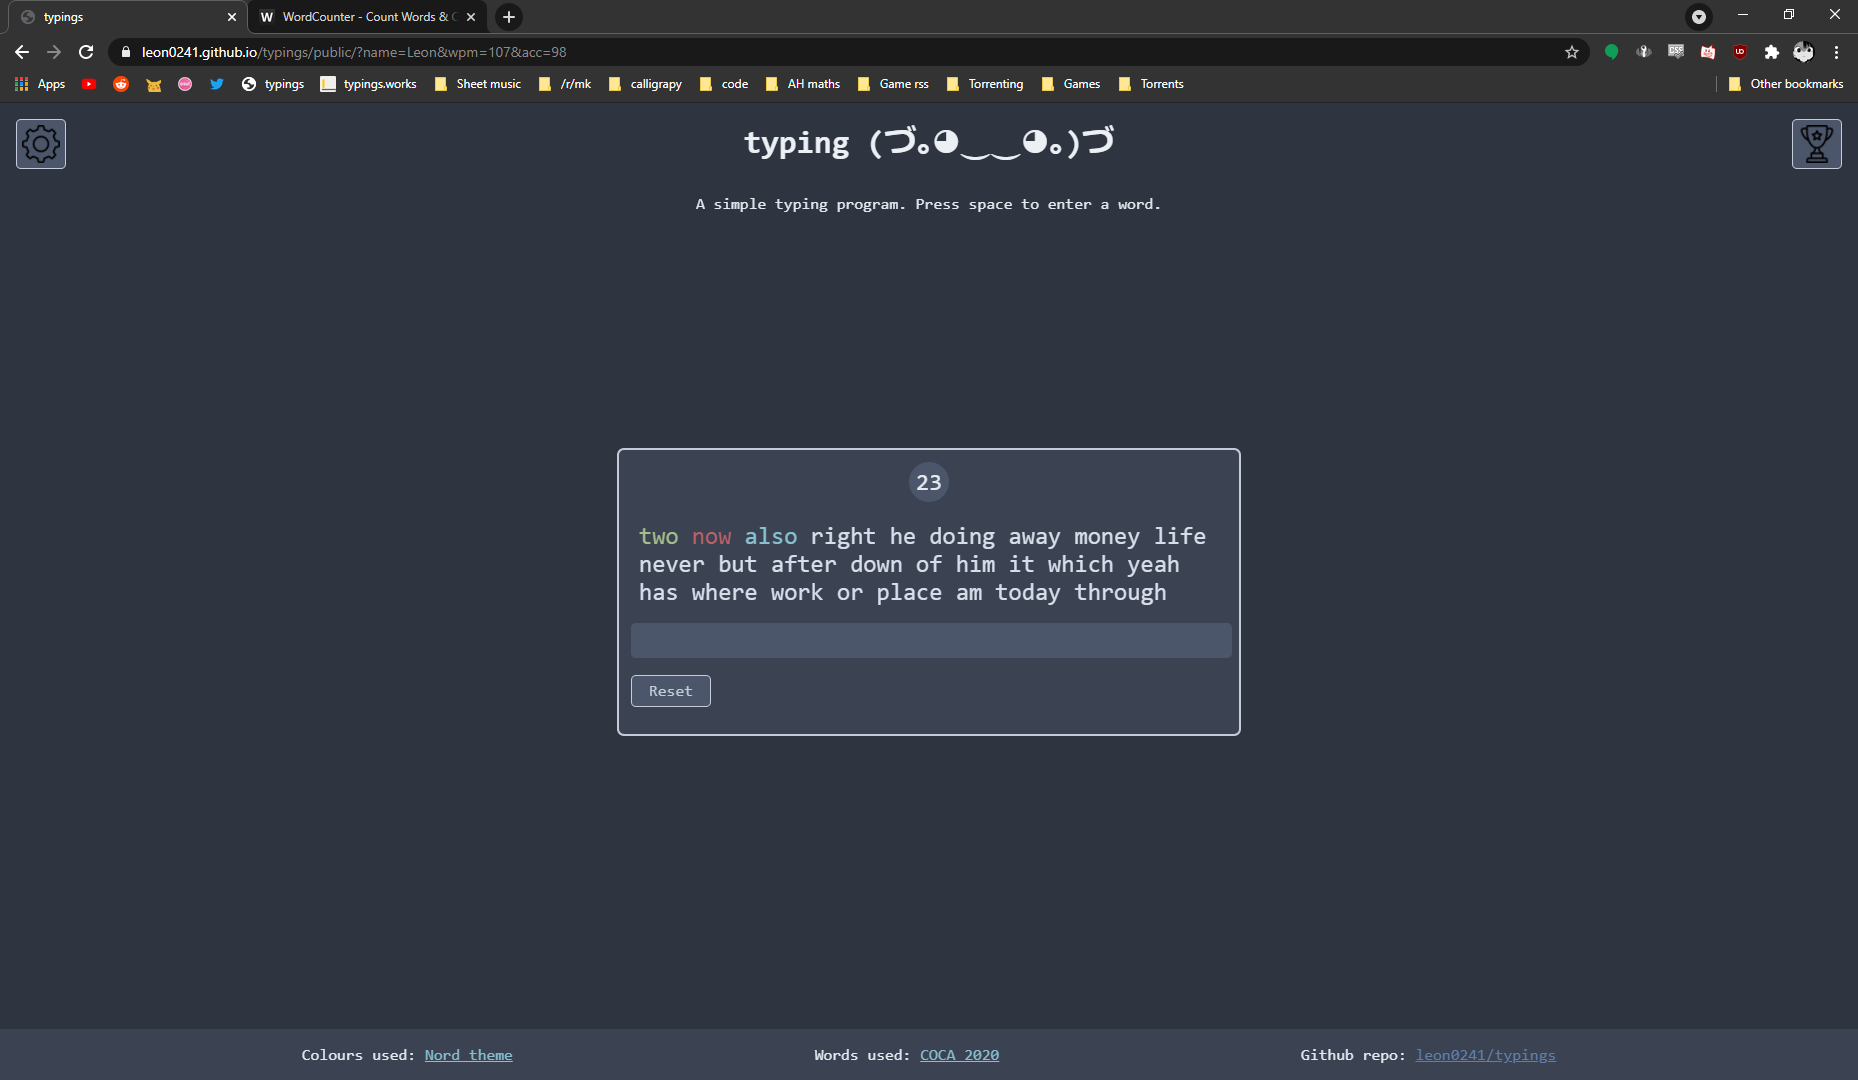 typings
WordCounter - Count Words &
leon0241.github.io/typings/public/?name=Leon&wpm=107&acc=98
Apps typings typings.works Sheet music /r/mk calligrapy code AH maths Game rss Torrenting Games Torrents Other bookmarks
typing (づ｡◕‿‿◕｡)づ
A simple typing program. Press space to enter a word.
23
two now also right he doing away money life
never but after down of him it which yeah
has where work or place am today through
Reset
Colours used: Nord theme
Words used: COCA 2020
Github repo: leon0241/typings